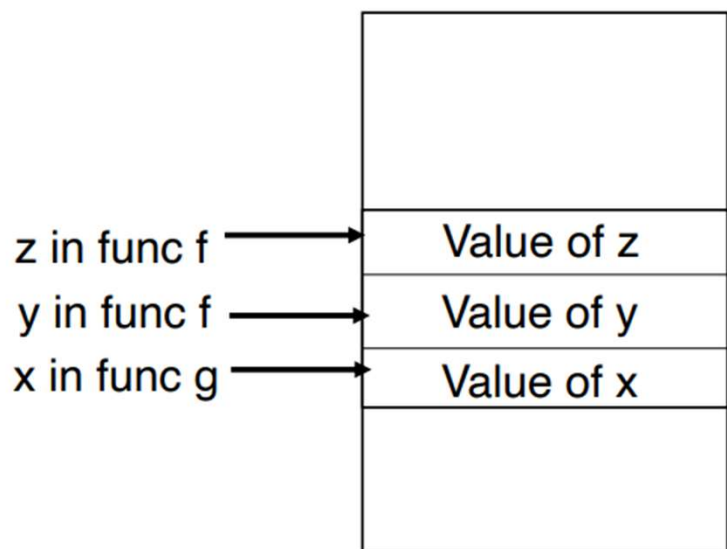 z in func f
Value of z
y in func f
Value of y
x in func g
Value of x